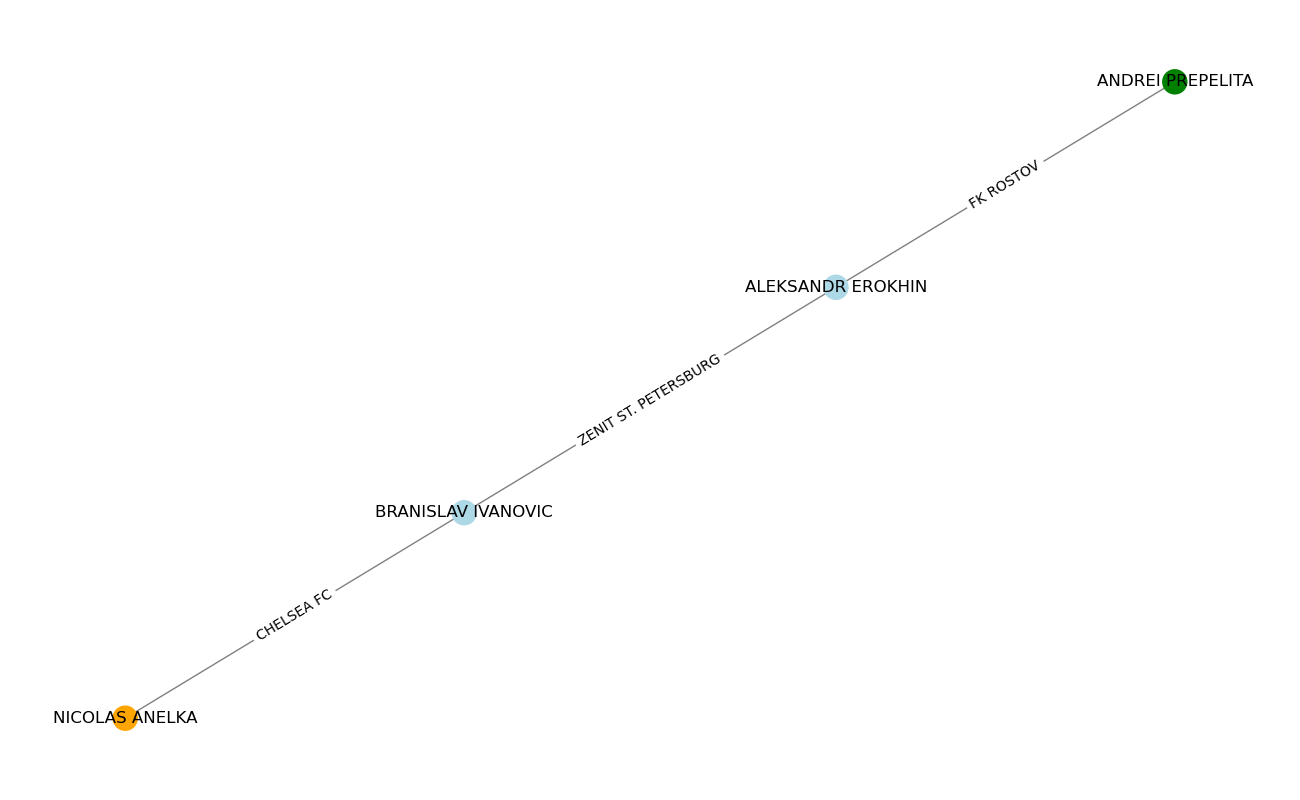 ANDREI PREPELITA
FK ROSTOV
ALEKSANDR EROKHIN
ZENIT ST. PETERSBURG
BRANISLAV IVANOVIC
CHELSEA FC
NICOLAS ANELKA